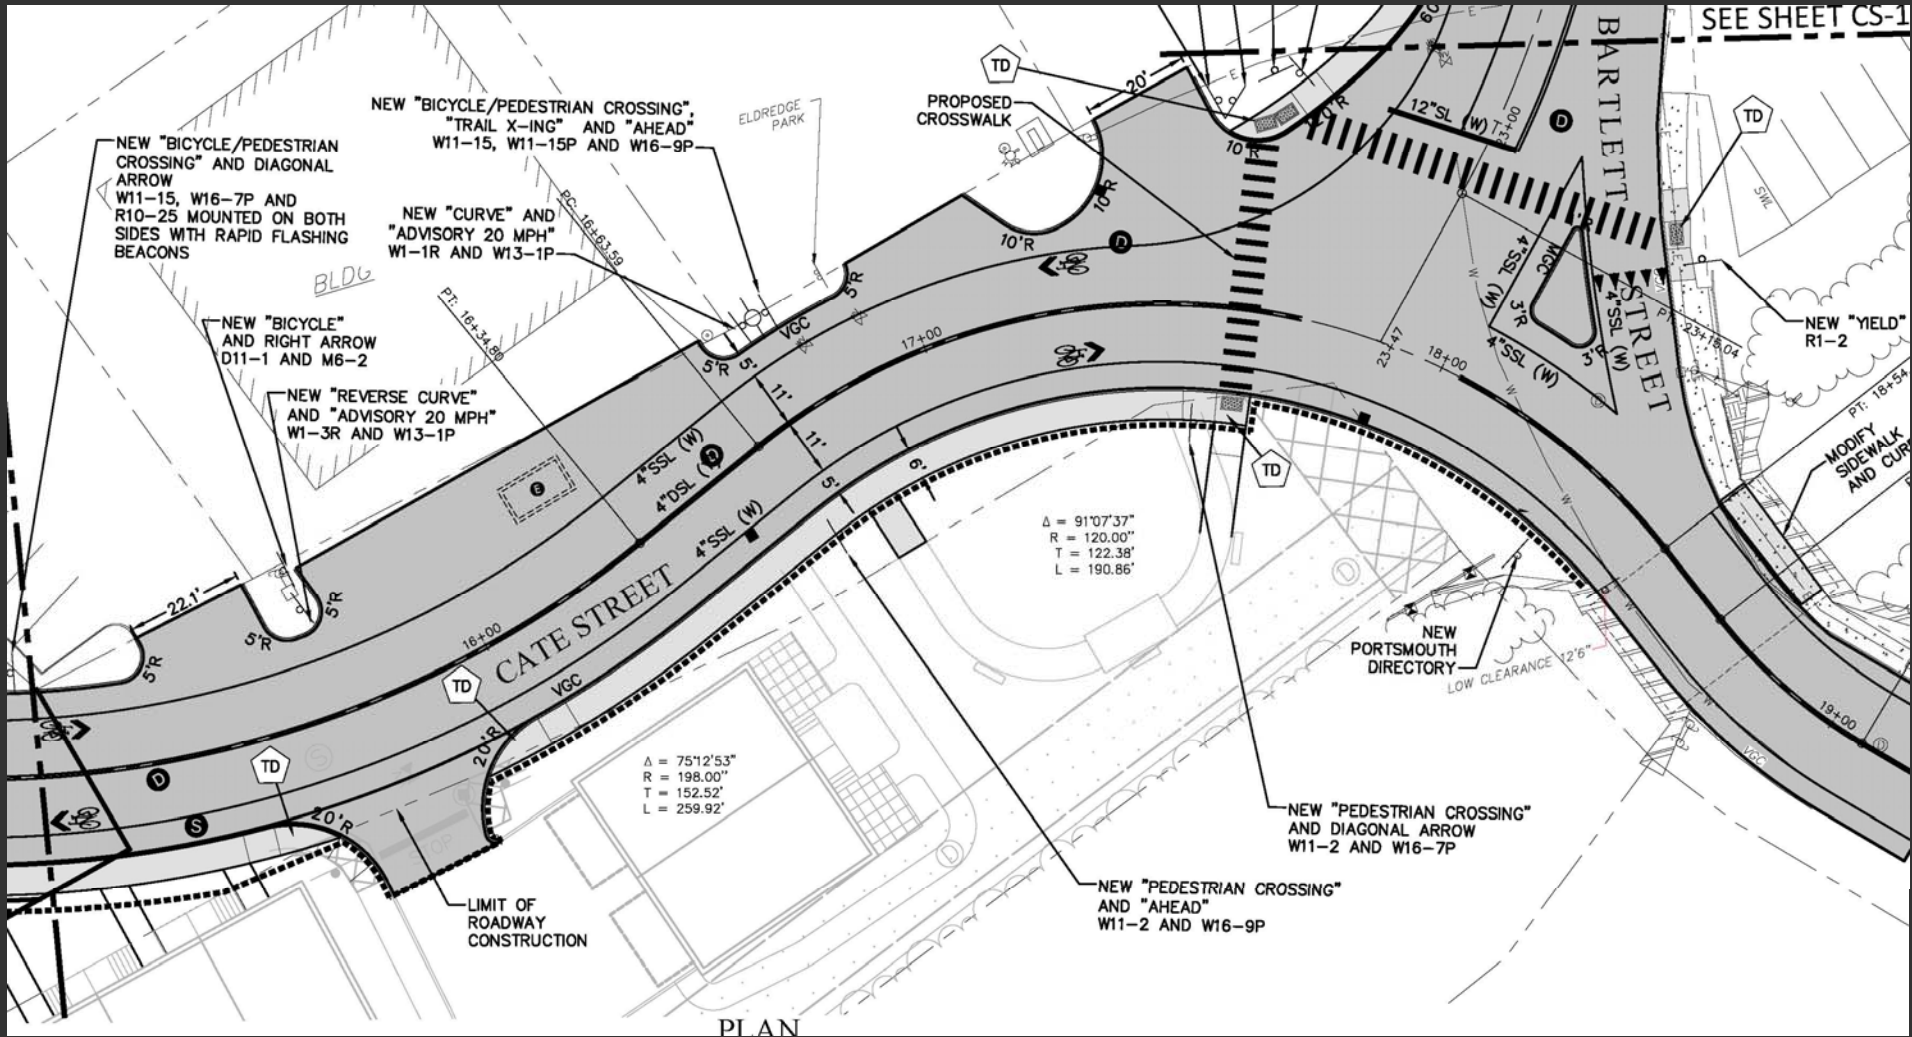 SEE SHEET CS-1
BARTLETT
STREET
TD
20'
PROPOSED
CROSSWALK
ELDREDGE
PARK
NEW "BICYCLE/PEDESTRIAN CROSSING",
"TRAIL X-ING" AND "AHEAD"
W11-15, W11-15P AND W16-9P
NEW "BICYCLE/PEDESTRIAN
CROSSING" AND DIAGONAL
ARROW
W11-15, W16-7P AND
R10-25 MOUNTED ON BOTH
SIDES WITH RAPID FLASHING
BEACONS
NEW "CURVE" AND
"ADVISORY 20 MPH"
W1-1R AND W13-1P
PC: 16+63.59
PT: 16+34.80
BLDG
NEW "BICYCLE"
AND RIGHT ARROW
D11-1 AND M6-2
NEW "REVERSE CURVE"
AND "ADVISORY 20 MPH"
W1-3R AND W13-1P
12"SL (W)
23+00
TD
D
SWL
10'R
10'R
10'R
D
E
E
5'R
VGC
5'R
5'
17+00
11'
11'
5'
6'
4"SSL (W)
D
4"DSL
4"SSL (W)
E
MGC
4"SSL (W)
3'R
3'R
4"SSL (W)
4"SSL (W)
23+47
18+00
23+15.04
NEW "YIELD"
R1-2
PT: 18+54
MODIFY
SIDEWALK
TD
Δ = 91°07'37"
R = 120.00''
T = 122.38'
L = 190.86'
D
22.1'
5'R
5'R
5'R
16+00
CATE STREET
VGC
TD
20'R
TD
20'R
D
S
S
STOP
Δ = 75°12'53"
R = 198.00''
T = 152.52'
L = 259.92'
D
NEW
PORTSMOUTH
DIRECTORY
LOW CLEARANCE 12'6"
W
W
W
W
W
19+00
D
VGC
NEW "PEDESTRIAN CROSSING"
AND DIAGONAL ARROW
W11-2 AND W16-7P
NEW "PEDESTRIAN CROSSING"
AND "AHEAD"
W11-2 AND W16-9P
LIMIT OF
ROADWAY
CONSTRUCTION
PLAN